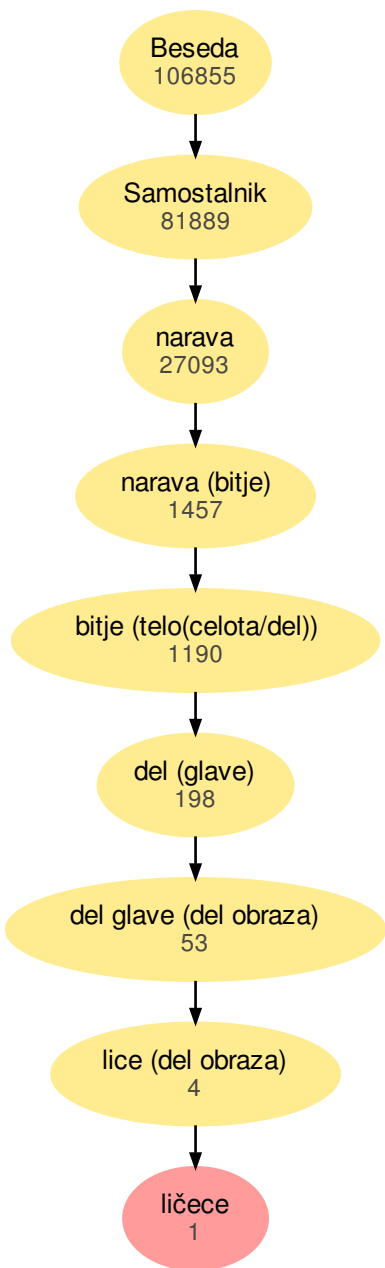 Beseda
106855
Samostalnik
81889
narava
27093
narava (bitje)
1457
bitje (telo(celota/del))
1190
del (glave)
198
del glave (del obraza)
53
lice (del obraza)
4
ličece
1